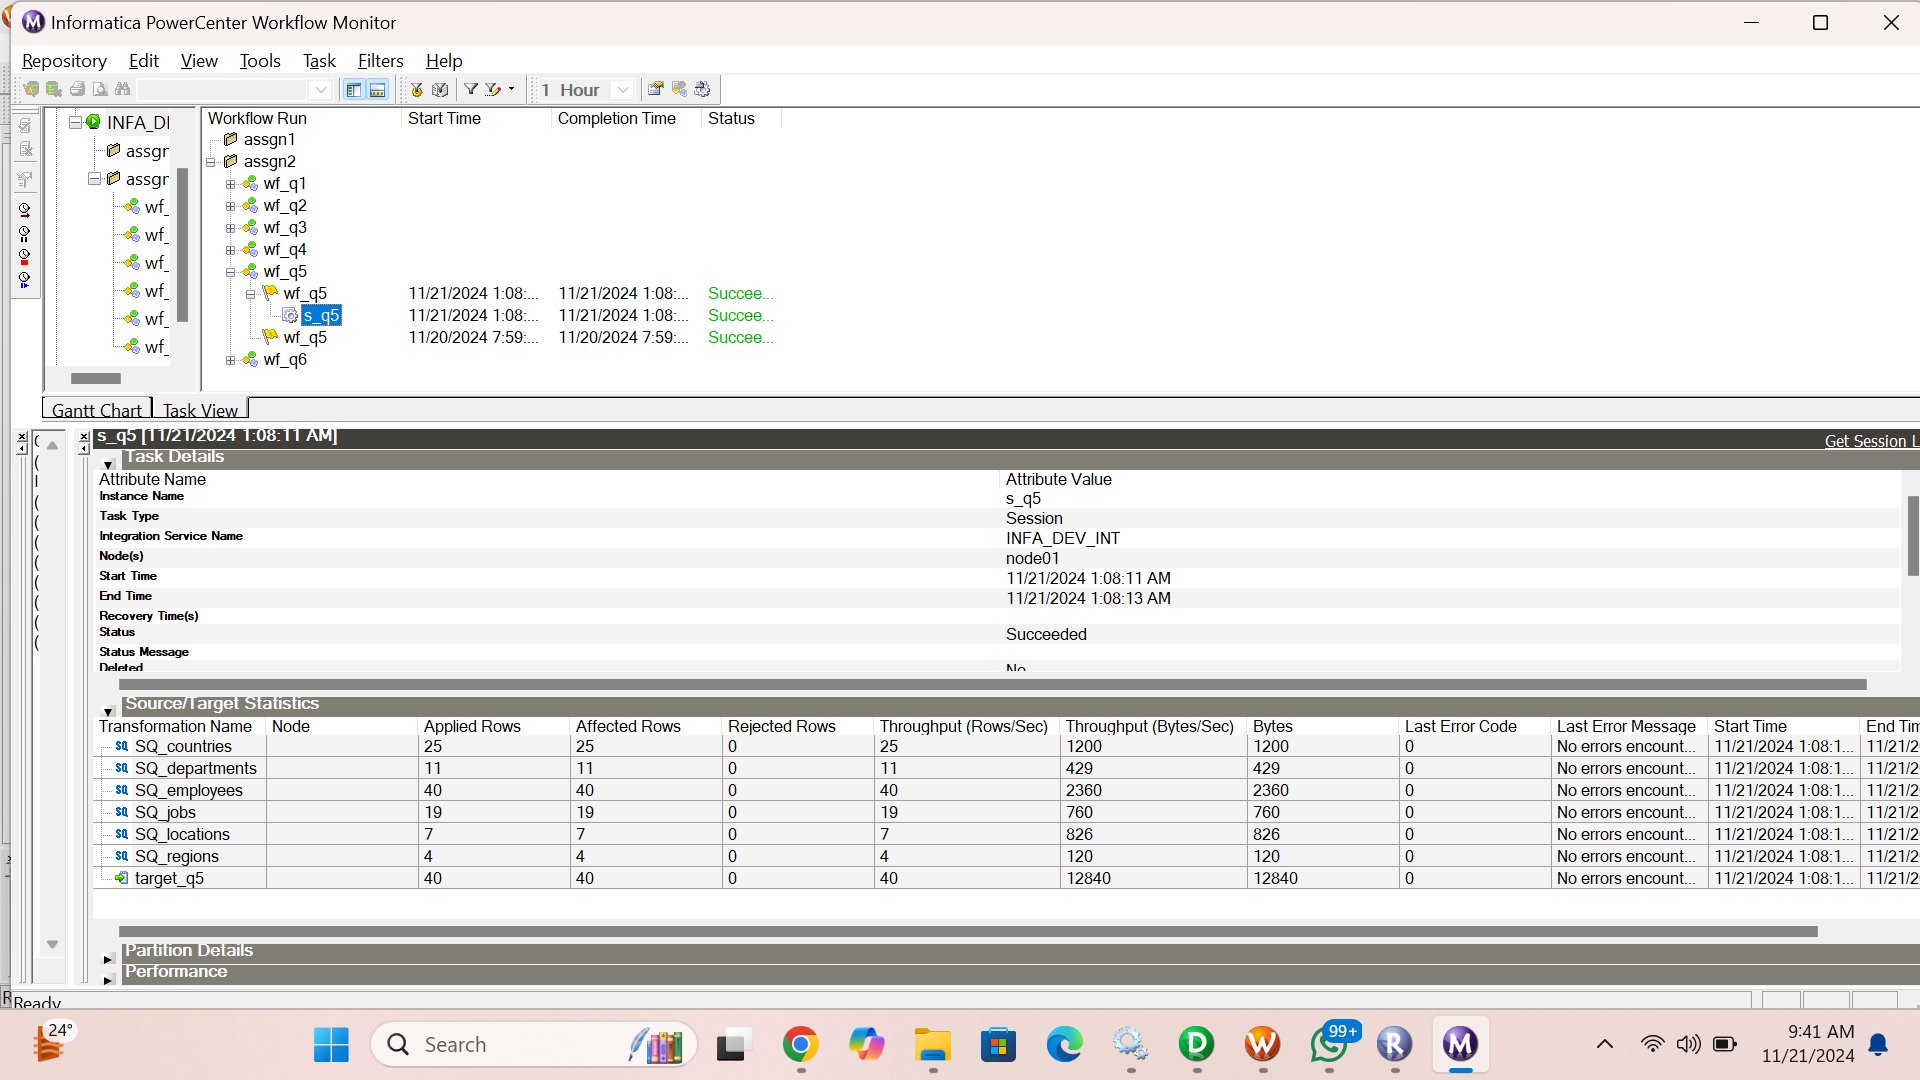 Informatica PowerCenter Workflow Monitor
Repository Edit View Tools Task Filters Help
1 Hour
INFA_DI
assgr
assgr
wf_
wf_
wf_
wf_
wf_
wf_
Workflow Run Start Time Completion Time Status
assgn1
assgn2
wf_q1
wf_q2
wf_q3
wf_q4
wf_q5
wf_q5 11/21/2024 1:08:... 11/21/2024 1:08:... Succee...
s_q5 11/21/2024 1:08:... 11/21/2024 1:08:... Succee...
wf_q5 11/20/2024 7:59:... 11/20/2024 7:59:... Succee...
wf_q6
Gantt Chart Task View
s_q5 [11/21/2024 1:08:11 AM]
Get Session L
Task Details
Attribute Name Attribute Value
Instance Name s_q5
Task Type Session
Integration Service Name INFA_DEV_INT
Node(s) node01
Start Time 11/21/2024 1:08:11 AM
End Time 11/21/2024 1:08:13 AM
Recovery Time(s)
Status Succeeded
Status Message
Deleted No
Source/Target Statistics
Transformation Name Node Applied Rows Affected Rows Rejected Rows Throughput (Rows/Sec) Throughput (Bytes/Sec) Bytes Last Error Code Last Error Message Start Time End Tim
SQ SQ_countries 25 25 0 25 1200 1200 0 No errors encount... 11/21/2024 1:08:1... 11/21/2
SQ SQ_departments 11 11 0 11 429 429 0 No errors encount... 11/21/2024 1:08:1... 11/21/2
SQ SQ_employees 40 40 0 40 2360 2360 0 No errors encount... 11/21/2024 1:08:1... 11/21/2
SQ SQ_jobs 19 19 0 19 760 760 0 No errors encount... 11/21/2024 1:08:1... 11/21/2
SQ SQ_locations 7 7 0 7 826 826 0 No errors encount... 11/21/2024 1:08:1... 11/21/2
SQ SQ_regions 4 4 0 4 120 120 0 No errors encount... 11/21/2024 1:08:1... 11/21/2
target_q5 40 40 0 40 12840 12840 0 No errors encount... 11/21/2024 1:08:1... 11/21/2
Partition Details
Performance
Ready
24°
Search
99+
9:41 AM
11/21/2024